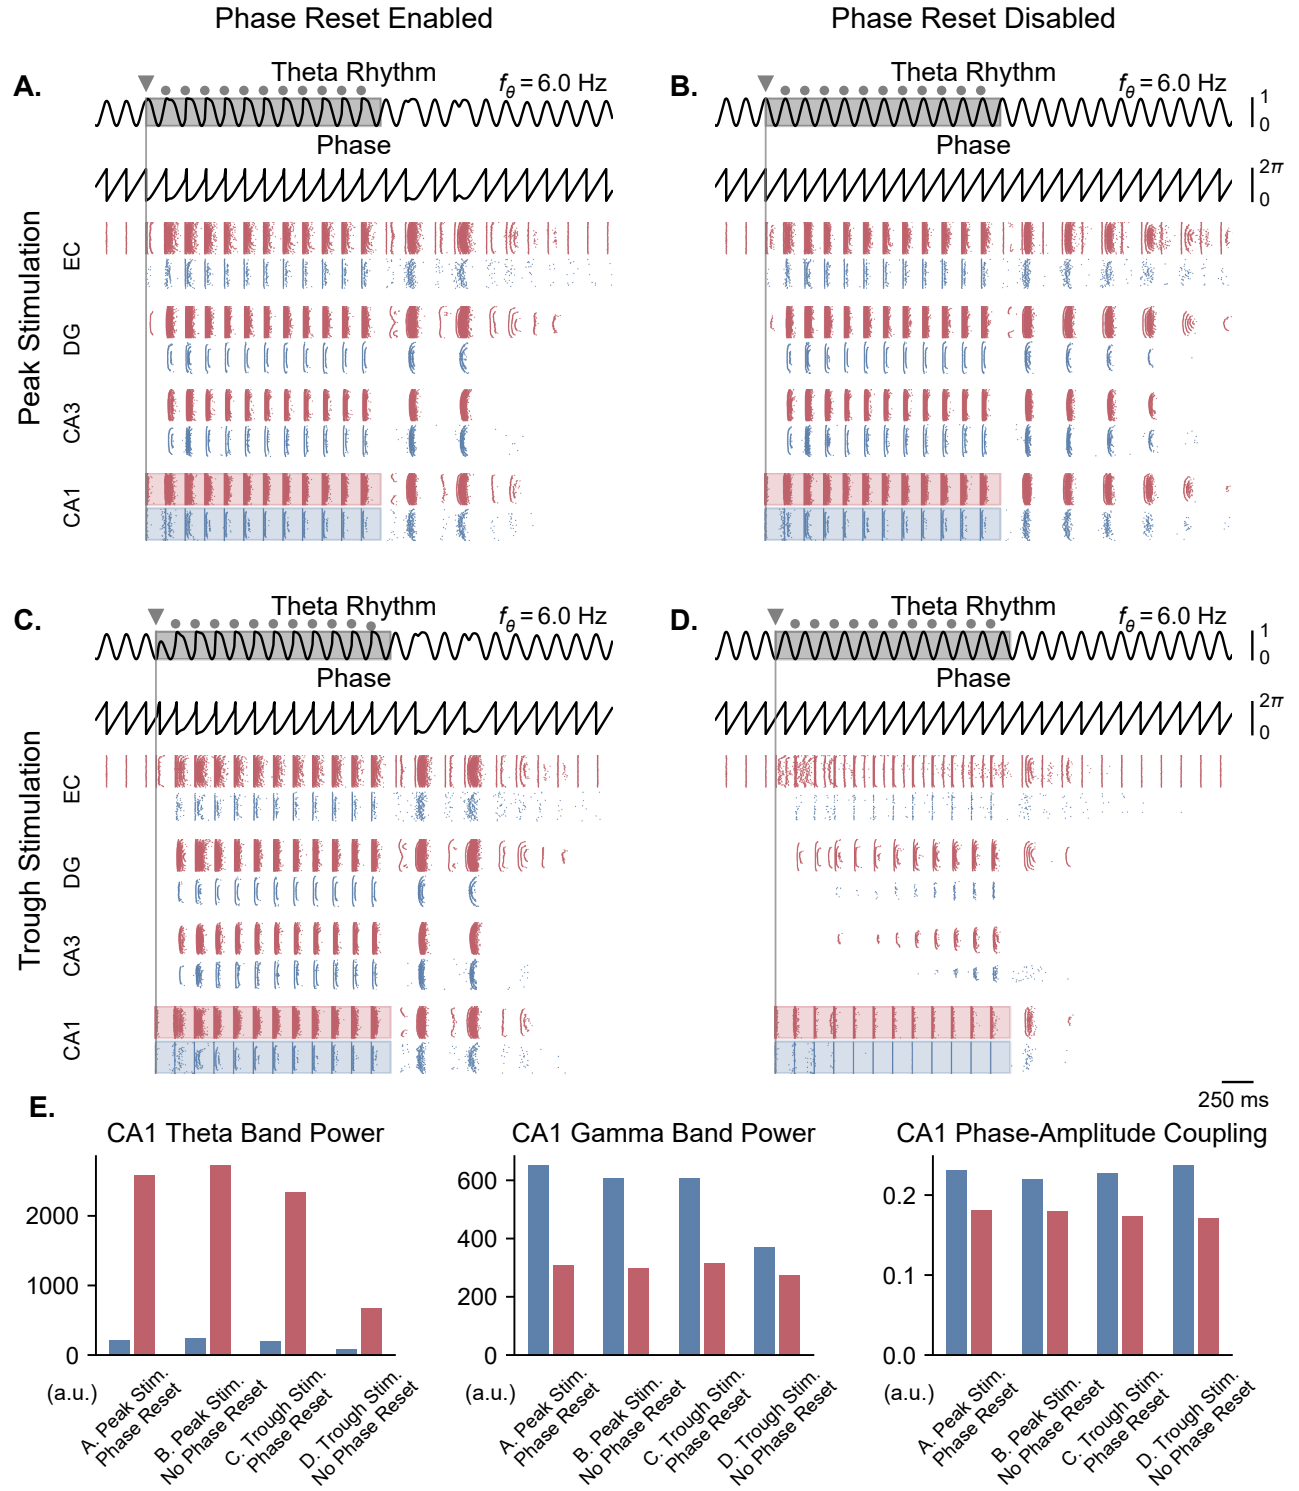 Phase Reset Enabled
Phase Reset Disabled
A.
Theta Rhythm
fθ = 6.0 Hz
Phase
B.
Theta Rhythm
fθ = 6.0 Hz
1
0
Phase
2π
0
Peak Stimulation
EC
DG
CA3
CA1
C.
Theta Rhythm
fθ = 6.0 Hz
Phase
D.
Theta Rhythm
fθ = 6.0 Hz
1
0
Phase
2π
0
Trough Stimulation
EC
DG
CA3
CA1
250 ms
E.
CA1 Theta Band Power
2000
1000
0
(a.u.)
A. Peak Stim.
Phase Reset
B. Peak Stim.
No Phase Reset
C. Trough Stim.
Phase Reset
D. Trough Stim.
No Phase Reset
CA1 Gamma Band Power
600
400
200
0
(a.u.)
A. Peak Stim.
Phase Reset
B. Peak Stim.
No Phase Reset
C. Trough Stim.
Phase Reset
D. Trough Stim.
No Phase Reset
CA1 Phase-Amplitude Coupling
0.2
0.1
0.0
(a.u.)
A. Peak Stim.
Phase Reset
B. Peak Stim.
No Phase Reset
C. Trough Stim.
Phase Reset
D. Trough Stim.
No Phase Reset